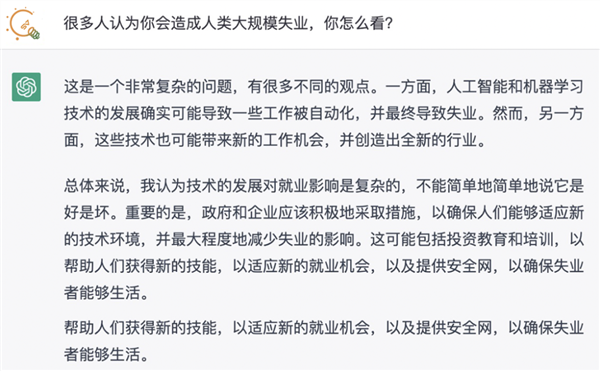 很多人认为你会造成人类大规模失业，你怎么看？
这是一个非常复杂的问题，有很多不同的观点。一方面，人工智能和机器学习
技术的发展确实可能导致一些工作被自动化，并最终导致失业。然而，另一方
面，这些技术也可能带来新的工作机会，并创造出全新的行业。
总体来说，我认为技术的发展对就业影响是复杂的，不能简单地简单地说它是
好是坏。重要的是，政府和企业应该积极地采取措施，以确保人们能够适应新
的技术环境，并最大程度地减少失业的影响。这可能包括投资教育和培训，以
帮助人们获得新的技能，以适应新的就业机会，以及提供安全网，以确保失业
者能够生活。
帮助人们获得新的技能，以适应新的就业机会，以及提供安全网，以确保失业
者能够生活。